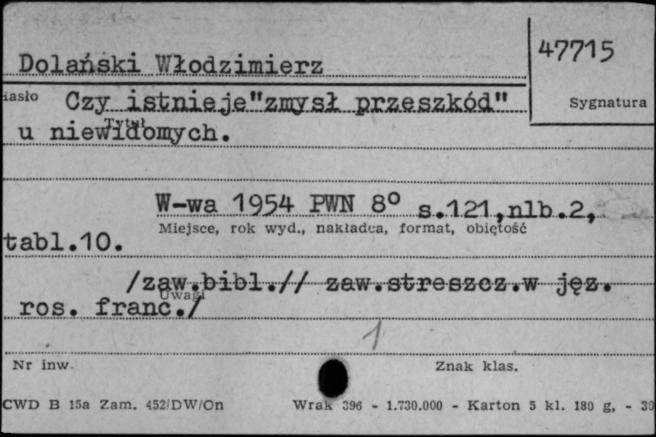 47715
Dolański Włodzimierz
iasło Czy istnieje"zmysł przeszkód"
Sygnatura
Tytuł
u niewidomych.
W-wa 1954 PWN 8° s.121,nlb.2,
Miejsce, rok wyd., nakładca, format, objętość
tabl.10.
/zaw.bibl.// zaw.streszcz.w jęz.
Uwagi
ros. franc./
1
Nr inw.
Znak klas.
CWD B 15a Zam. 452/DW/On
Wrak 396 - 1.730.000 - Karton 5 kl. 180 g, - 30